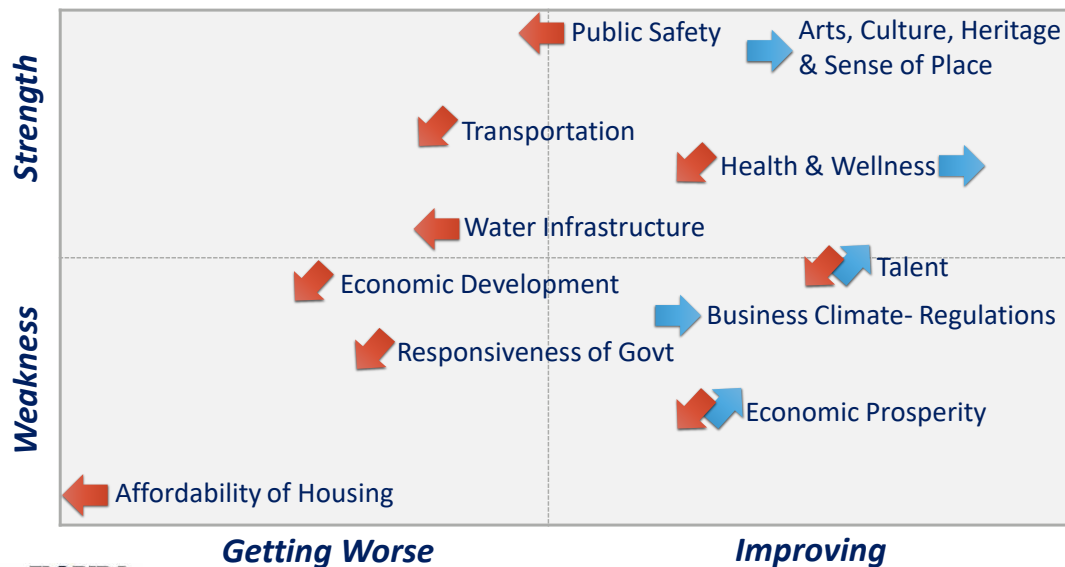 Strength
Weakness
Public Safety
Arts, Culture, Heritage
& Sense of Place
Transportation
Health & Wellness
Water Infrastructure
Talent
Economic Development
Business Climate- Regulations
Responsiveness of Govt
Economic Prosperity
Affordability of Housing
Getting Worse
Improving